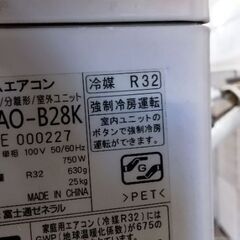 エアコン
分離形/室外ユニット
AO-B28K
E 000227
単相 100V 50/60Hz
750W
R32 630g
25kg
MADE IN CHINA
富士通ゼネラル
冷媒 R32
強制冷房運転
室内ユニットの
ボタンで強制冷房
運転ができます。
G
>PET<
家庭用エアコン(冷媒R32)に
GWP(地球温暖化係数)が675の